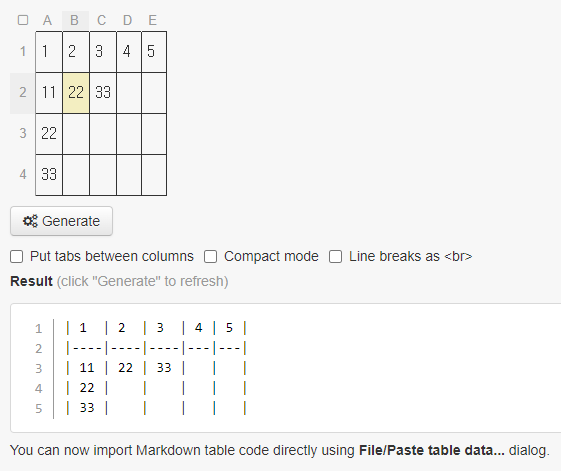 A B C D E
1 1 2 3 4 5
2 11 22 33
3 22
4 33
Generate
Put tabs between columns Compact mode Line breaks as <br>
Result (click "Generate" to refresh)
1 | 1  | 2  | 3  | 4 | 5 |
2 |----|----|----|---|---|
3 | 11 | 22 | 33 |   |   |
4 | 22 |    |    |   |   |
5 | 33 |    |    |   |   |
You can now import Markdown table code directly using File/Paste table data... dialog.